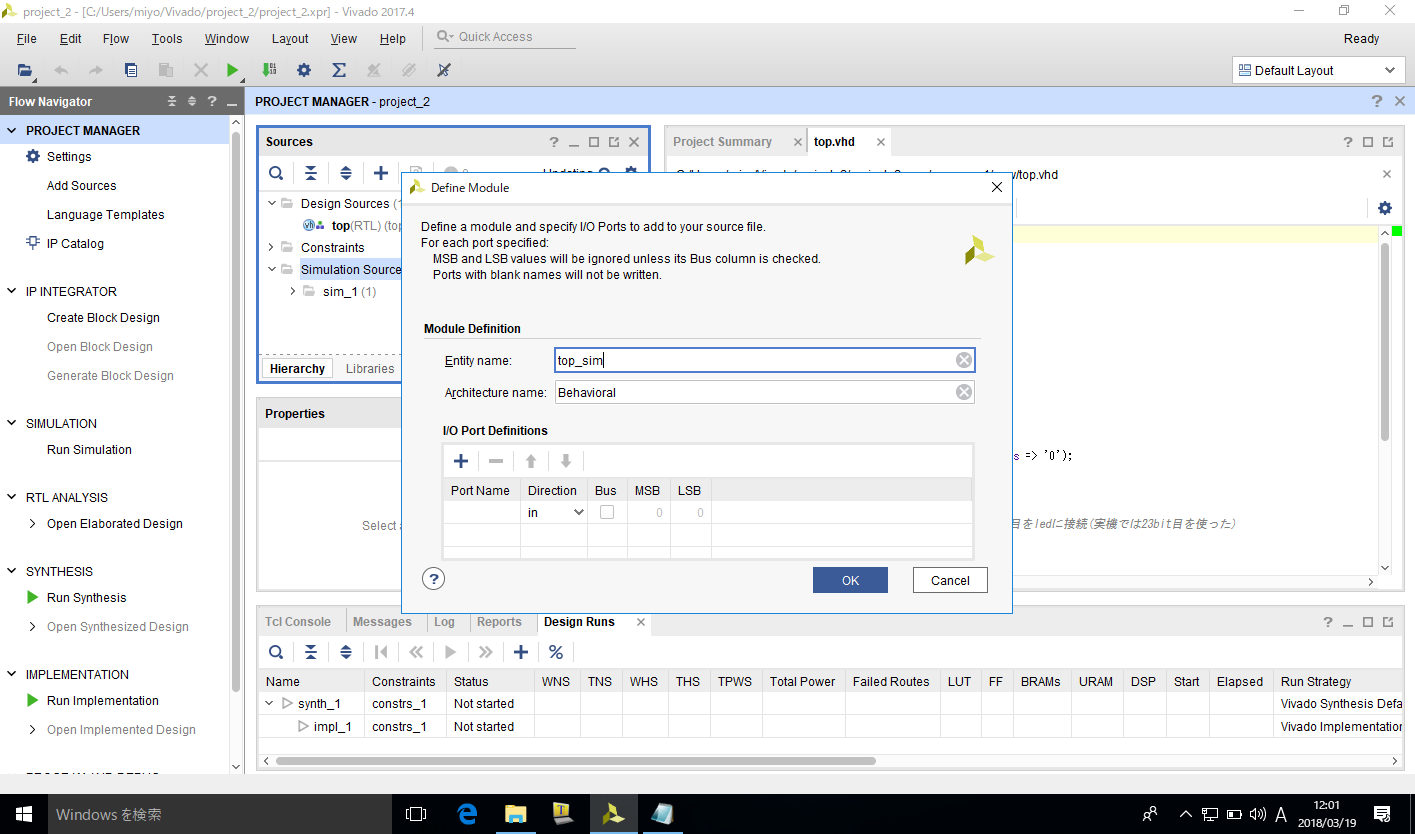 project_2 - [C:/Users/miyo/Vivado/project_2/project_2.xpr] - Vivado 2017.4
File Edit Flow Tools Window Layout View Help Quick Access Ready
Default Layout
Flow Navigator
PROJECT MANAGER - project_2
PROJECT MANAGER
Settings
Add Sources
Language Templates
IP Catalog
IP INTEGRATOR
Create Block Design
Open Block Design
Generate Block Design
SIMULATION
Run Simulation
RTL ANALYSIS
Open Elaborated Design
SYNTHESIS
Run Synthesis
Open Synthesized Design
IMPLEMENTATION
Run Implementation
Open Implemented Design
Sources
Design Sources (1
top(RTL) (top
Constraints
Simulation Source
sim_1 (1)
Hierarchy Libraries
Properties
Select
Project Summary top.vhd
/top.vhd
s => '0');
目をledに接続(実機では23bit目を使った)
Define Module
Define a module and specify I/O Ports to add to your source file.
For each port specified:
MSB and LSB values will be ignored unless its Bus column is checked.
Ports with blank names will not be written.
Module Definition
Entity name: top_sim
Architecture name: Behavioral
I/O Port Definitions
Port Name Direction Bus MSB LSB
in 0 0
? OK Cancel
Tcl Console Messages Log Reports Design Runs
Name Constraints Status WNS TNS WHS THS TPWS Total Power Failed Routes LUT FF BRAMs URAM DSP Start Elapsed Run Strategy
synth_1 constrs_1 Not started Vivado Synthesis Defa
impl_1 constrs_1 Not started Vivado Implementation
Windows を検索
A 12:01
2018/03/19